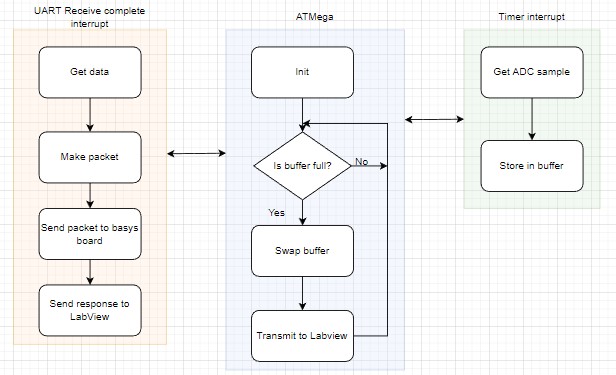 UART Receive complete
interrupt
Get data
Make packet
Send packet to basys
board
Send response to
LabView
ATMega
Init
Is buffer full?
No
Yes
Swap buffer
Transmit to Labview
Timer interrupt
Get ADC sample
Store in buffer